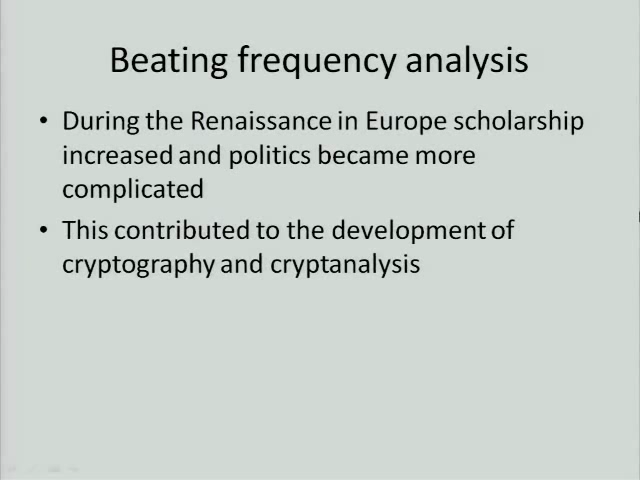 Beating frequency analysis
• During the Renaissance in Europe scholarship
increased and politics became more
complicated
• This contributed to the development of
cryptography and cryptanalysis